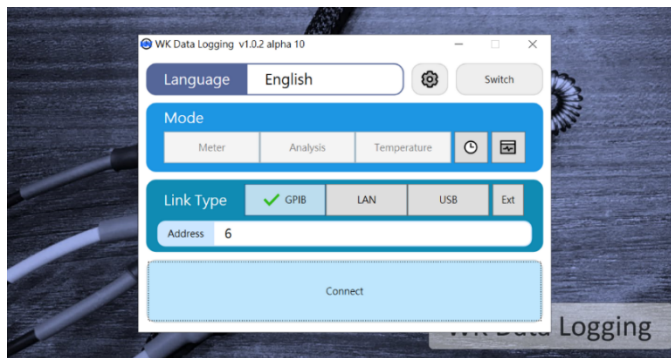 WK Data Logging v1.0.2 alpha 10
Language English Switch
Mode
Meter Analysis Temperature
Link Type GPIB LAN USB Ext
Address 6
Connect
WK Data Logging